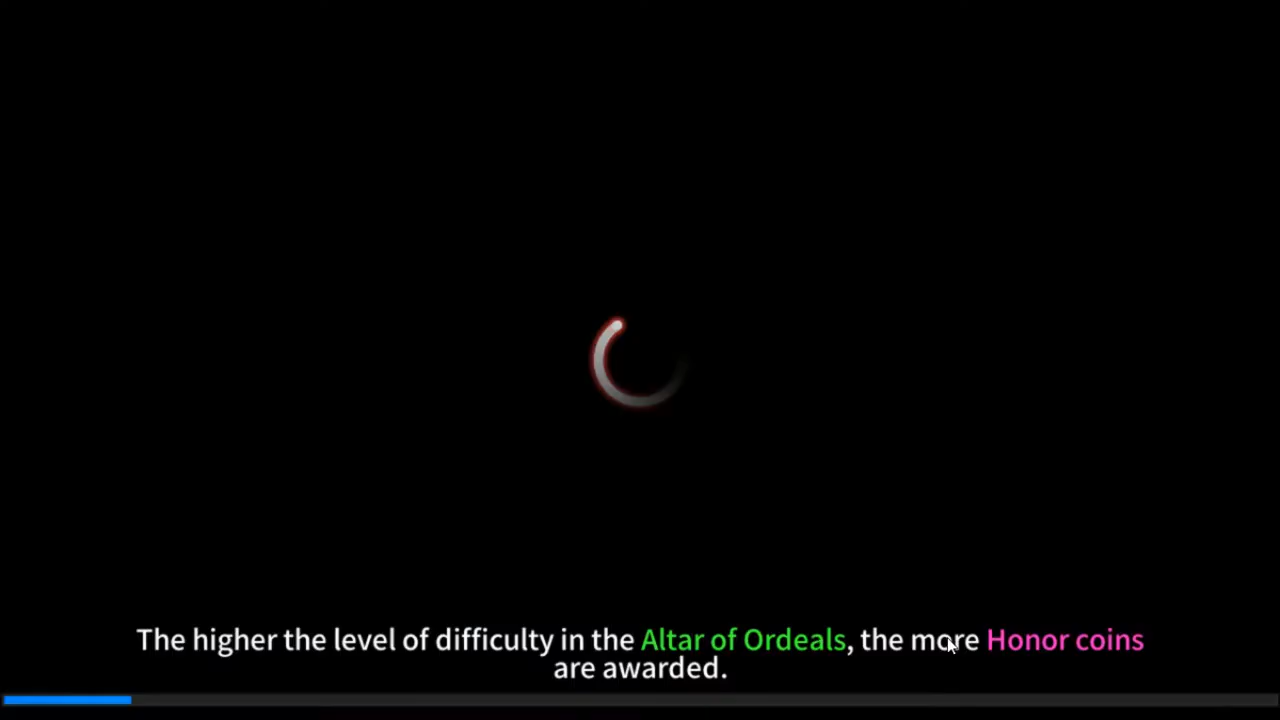 The higher the level of difficulty in the Altar of Ordeals, the more Honor coins
are awarded.